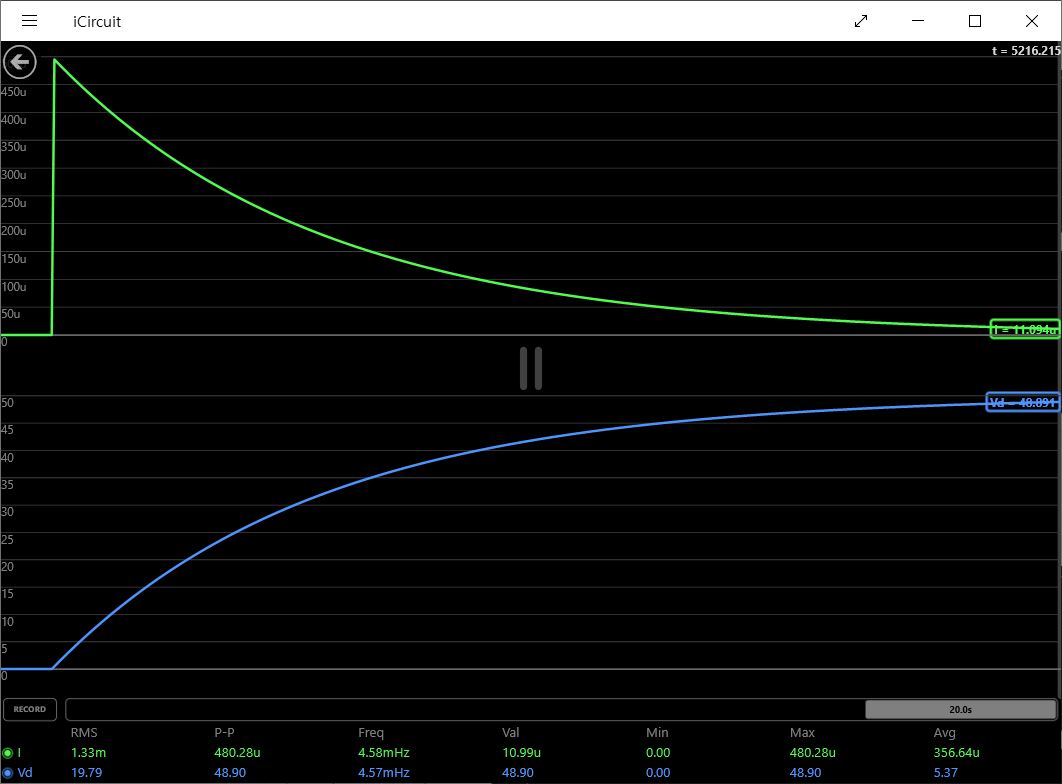 iCircuit
t = 5216.215
450u
400u
350u
300u
250u
200u
150u
100u
50u
I = 11.094u
0
50
Vd = 48.891
45
40
35
30
25
20
15
10
5
0
RECORD
20.0s
RMS P-P Freq Val Min Max Avg
I 1.33m 480.28u 4.58mHz 10.99u 0.00 480.28u 356.64u
Vd 19.79 48.90 4.57mHz 48.90 0.00 48.90 5.37